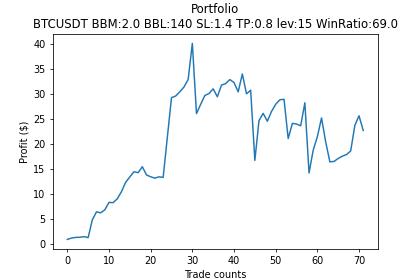 Portfolio
BTCUSDT BBM:2.0 BBL:140 SL:1.4 TP:0.8 lev:15 WinRatio:69.0
40
35
30
25
20
15
10
5
0
Profit ($)
0 10 20 30 40 50 60 70
Trade counts